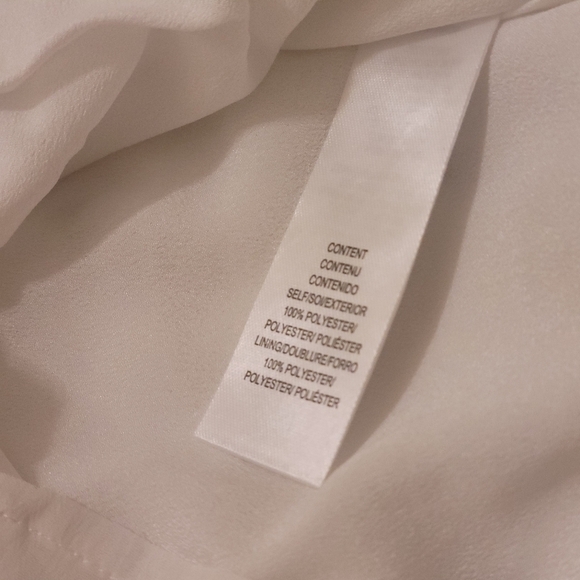 CONTENT
CONTENU
CONTENIDO
SELF/SOI/EXTERIOR
100% POLYESTER/
POLYESTER/ POLIÉSTER
LINING/DOUBLURE/FORRO
100% POLYESTER/
POLYESTER/ POLIÉSTER